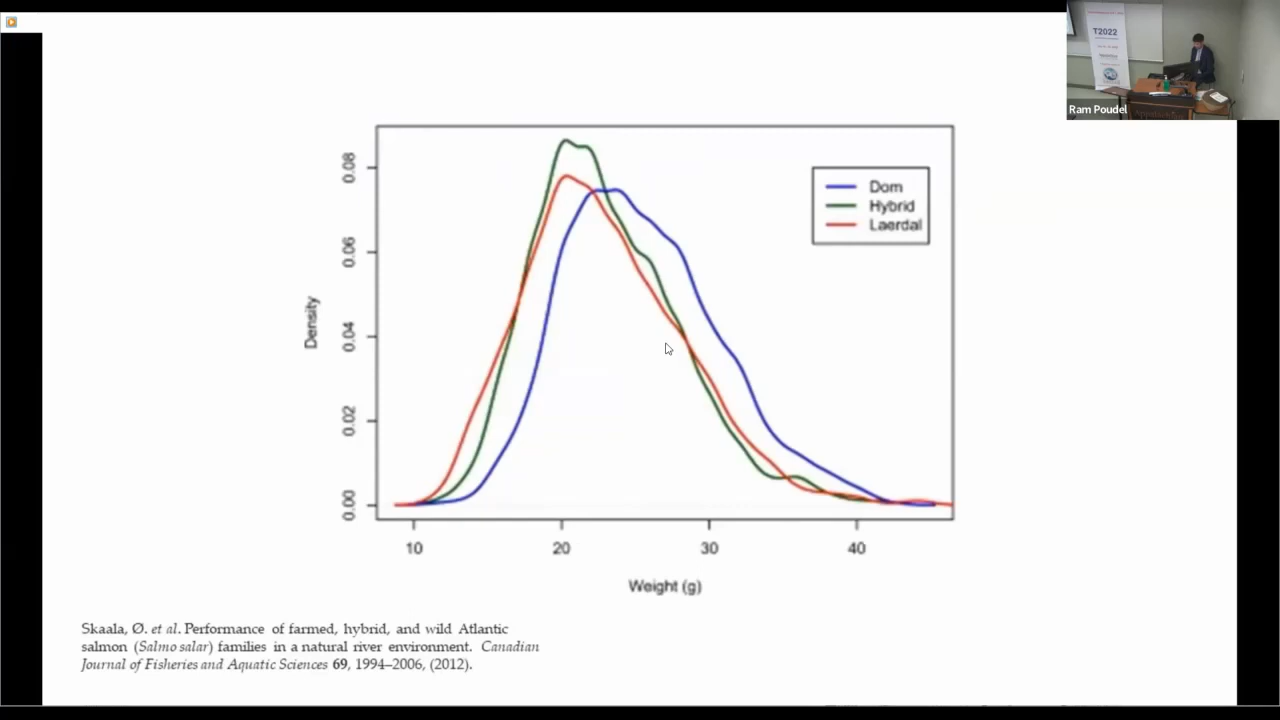 T2022
Ram Poudel
Dom
Hybrid
Laerdal
Density
0.00
0.02
0.04
0.06
0.08
10
20
30
40
Weight (g)
Skaala, Ø. et al. Performance of farmed, hybrid, and wild Atlantic
salmon (Salmo salar) families in a natural river environment. Canadian
Journal of Fisheries and Aquatic Sciences 69, 1994–2006, (2012).